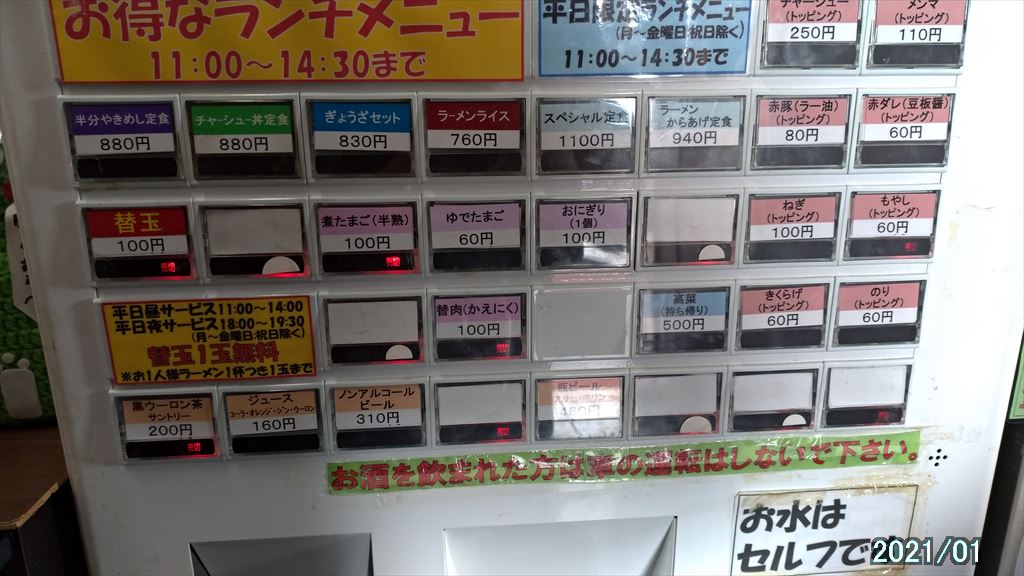 お得なランチメニュー
11:00～14:30まで
平日限定ランチメニュー
(月～金曜日:祝日除く)
11:00～14:30まで
チャーシュー
(トッピング)
250円
メンマ
(トッピング)
110円
半分やきめし定食
880円
チャーシュー丼定食
880円
ぎょうざセット
830円
ラーメンライス
760円
スペシャル定食
1100円
ラーメン
からあげ定食
940円
赤豚(ラー油)
(トッピング)
80円
赤ダレ(豆板醤)
(トッピング)
60円
替玉
100円
煮たまご(半熟)
100円
ゆでたまご
60円
おにぎり
(1個)
100円
ねぎ
(トッピング)
100円
もやし
(トッピング)
60円
平日昼サービス11:00～14:00
平日夜サービス18:00～19:30
(月～金曜日:祝日除く)
替玉1玉無料
※お1人様ラーメン1杯つき1玉まで
替肉(かえにく)
100円
高菜
(持ち帰り)
500円
きくらげ
(トッピング)
60円
のり
(トッピング)
60円
黒ウーロン茶
サントリー
200円
ジュース
コーラ・オレンジ・ジン・ウーロン
160円
ノンアルコール
ビール
310円
瓶ビール
アサヒ・キリン
460円
お酒を飲まれた方は車の運転はしないで下さい。
お水は
セルフで
2021/01